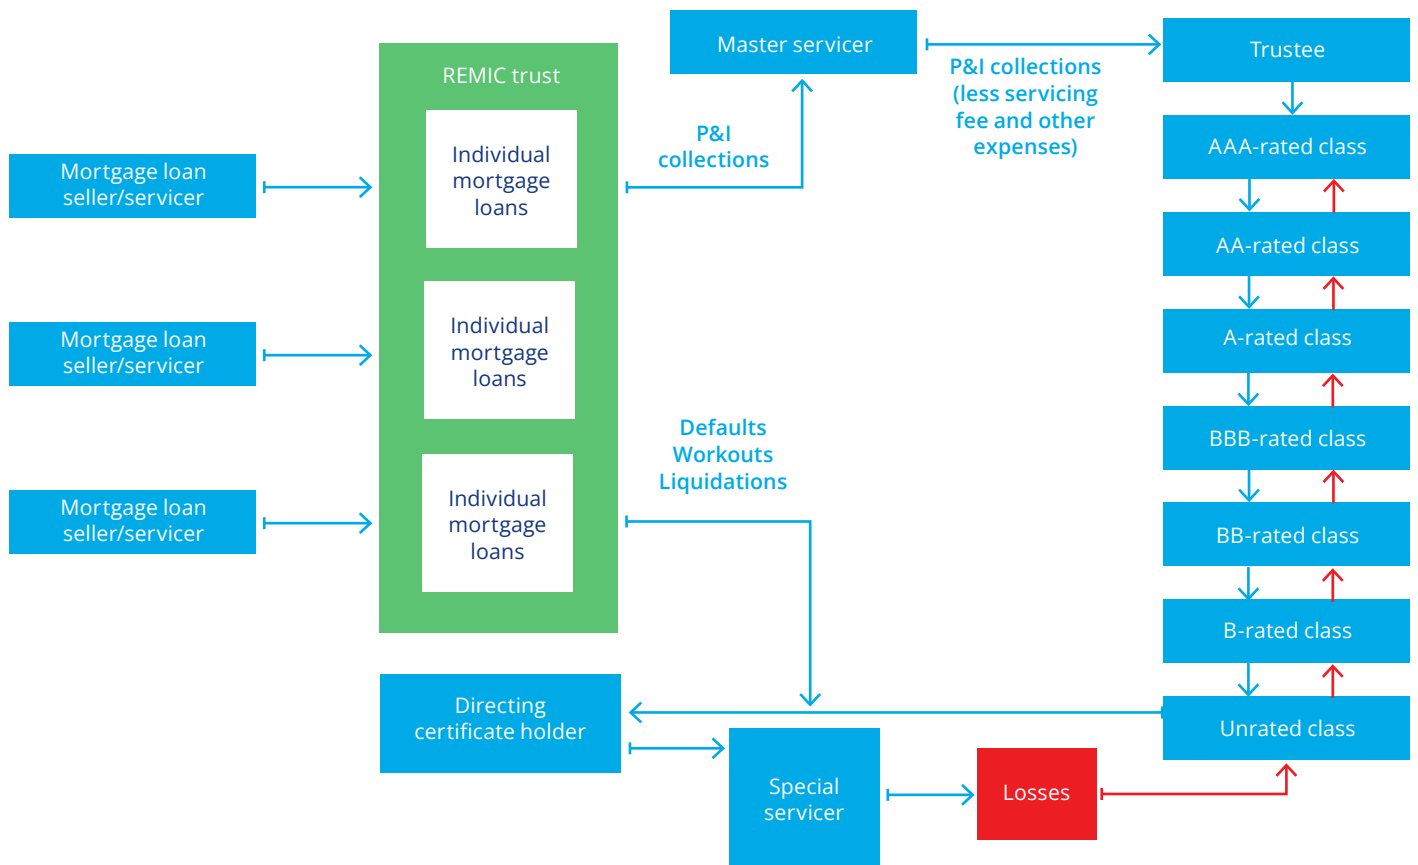 Master servicer
Trustee
REMIC trust
P&I collections
(less servicing
fee and other
expenses)
P&I
collections
Mortgage loan
seller/servicer
Individual
mortgage
loans
AAA-rated class
AA-rated class
Mortgage loan
seller/servicer
Individual
mortgage
loans
A-rated class
BBB-rated class
Defaults
Workouts
Liquidations
Mortgage loan
seller/servicer
Individual
mortgage
loans
BB-rated class
B-rated class
Directing
certificate holder
Unrated class
Special
servicer
Losses